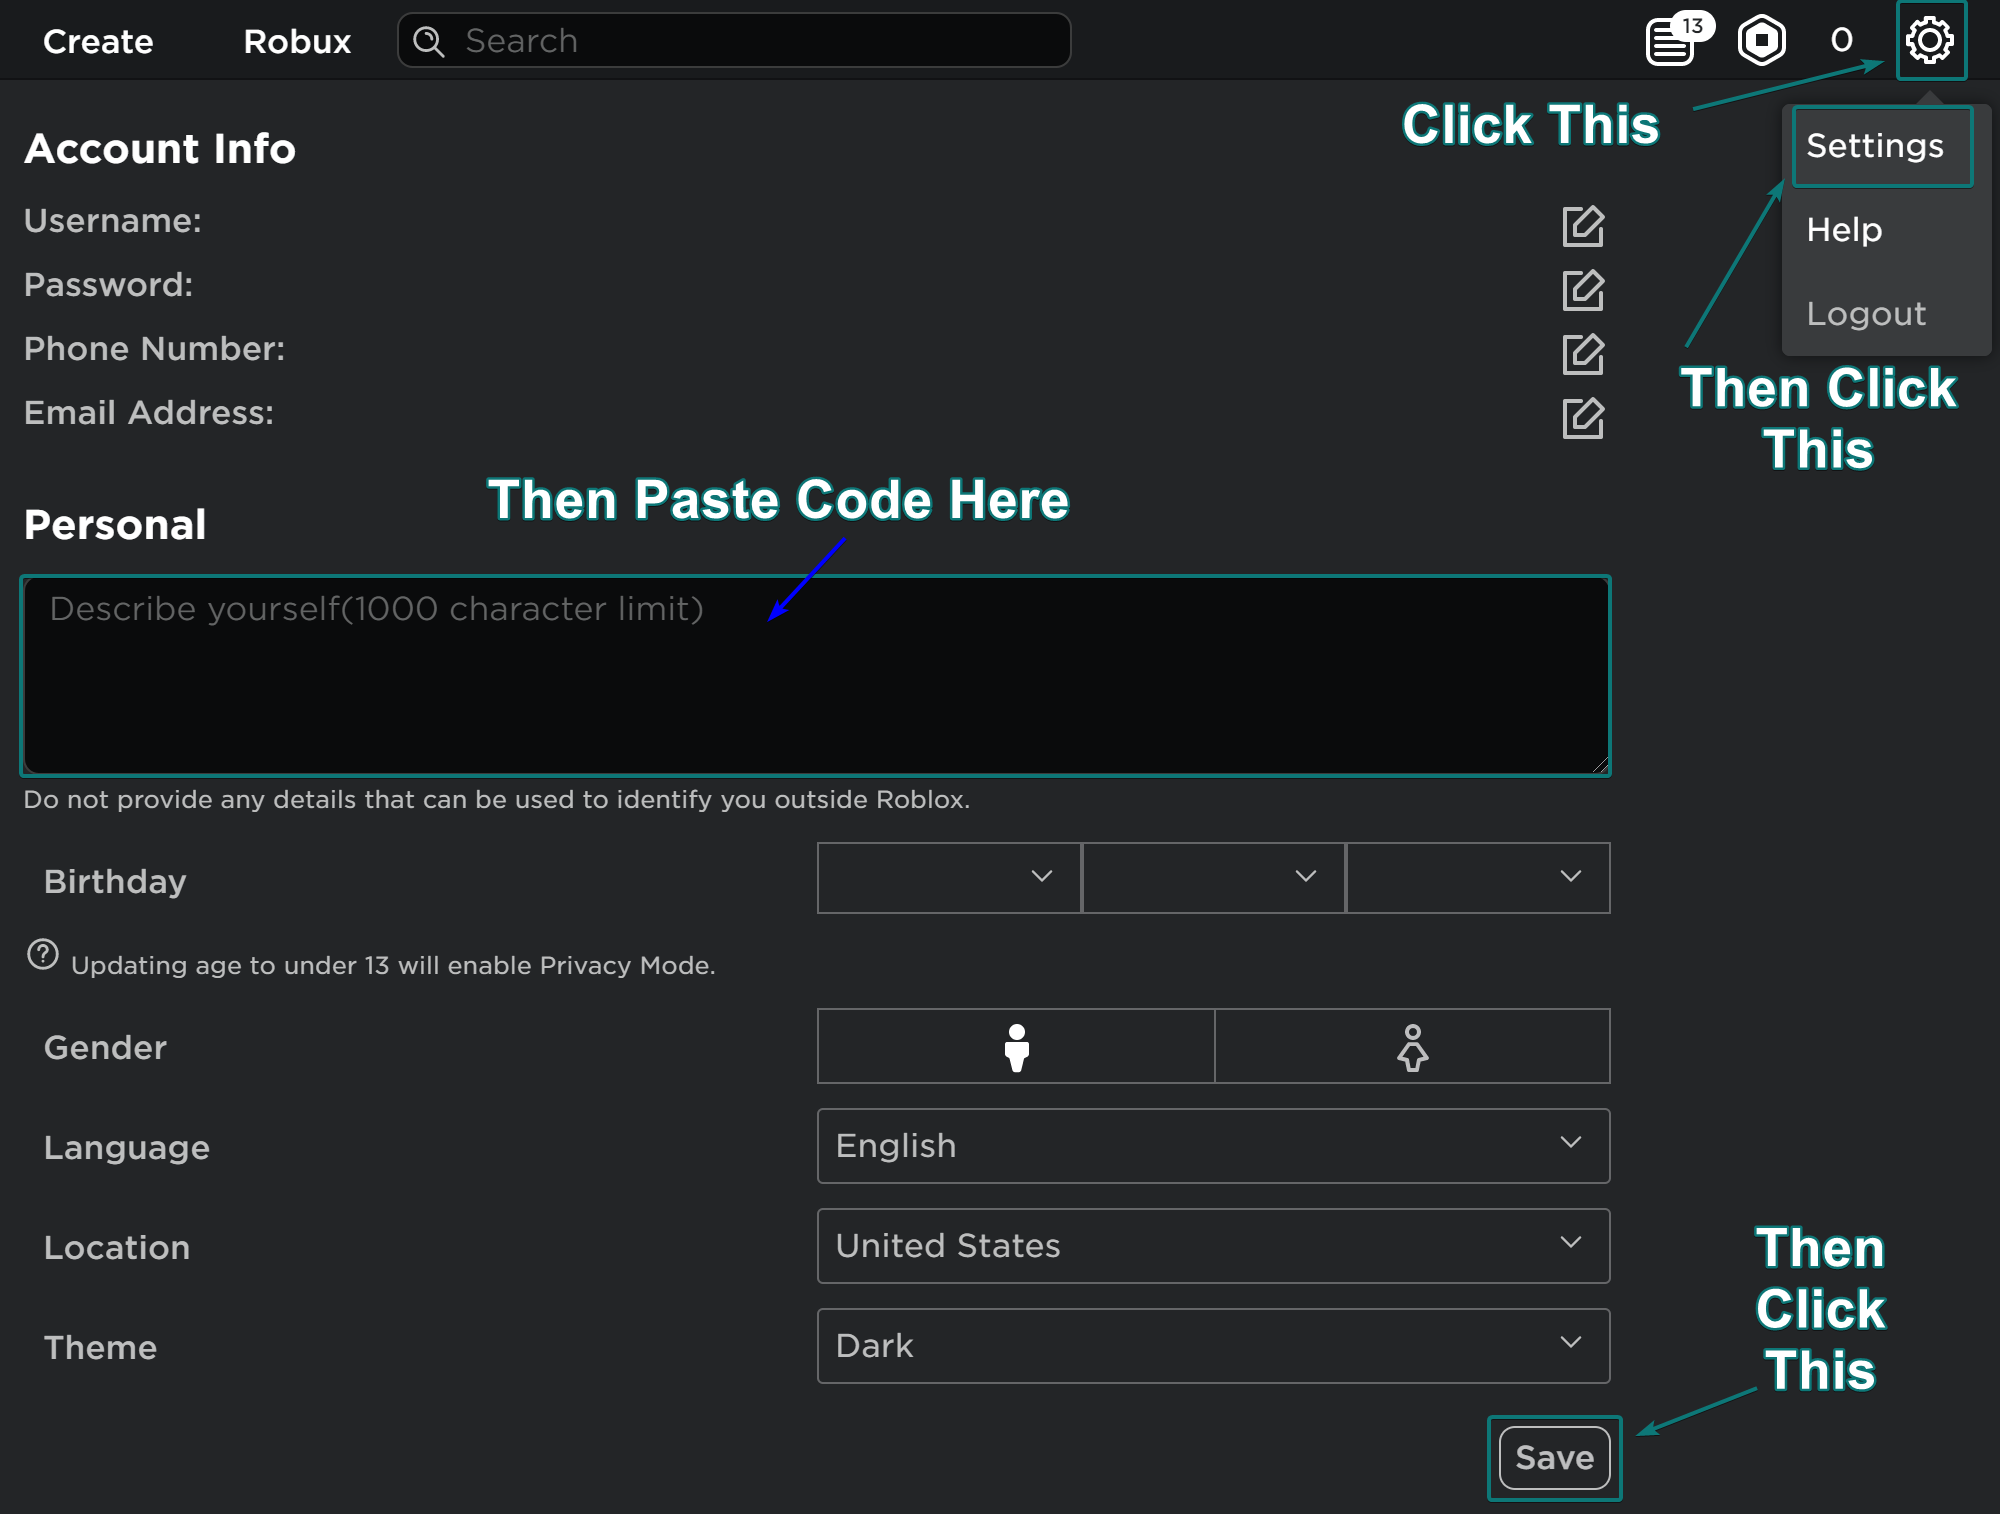 Create Robux Search 13 0
Click This
Settings
Account Info
Username:
Help
Password:
Logout
Phone Number:
Then Click
This
Email Address:
Then Paste Code Here
Personal
Describe yourself(1000 character limit)
Do not provide any details that can be used to identify you outside Roblox.
Birthday
? Updating age to under 13 will enable Privacy Mode.
Gender
Language English
Location United States
Theme Dark
Then
Click
This
Save